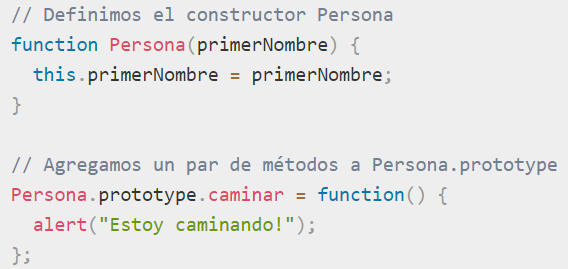 // Definimos el constructor Persona
function Persona(primerNombre) {
  this.primerNombre = primerNombre;
}

// Agregamos un par de métodos a Persona.prototype
Persona.prototype.caminar = function() {
  alert("Estoy caminando!");
};